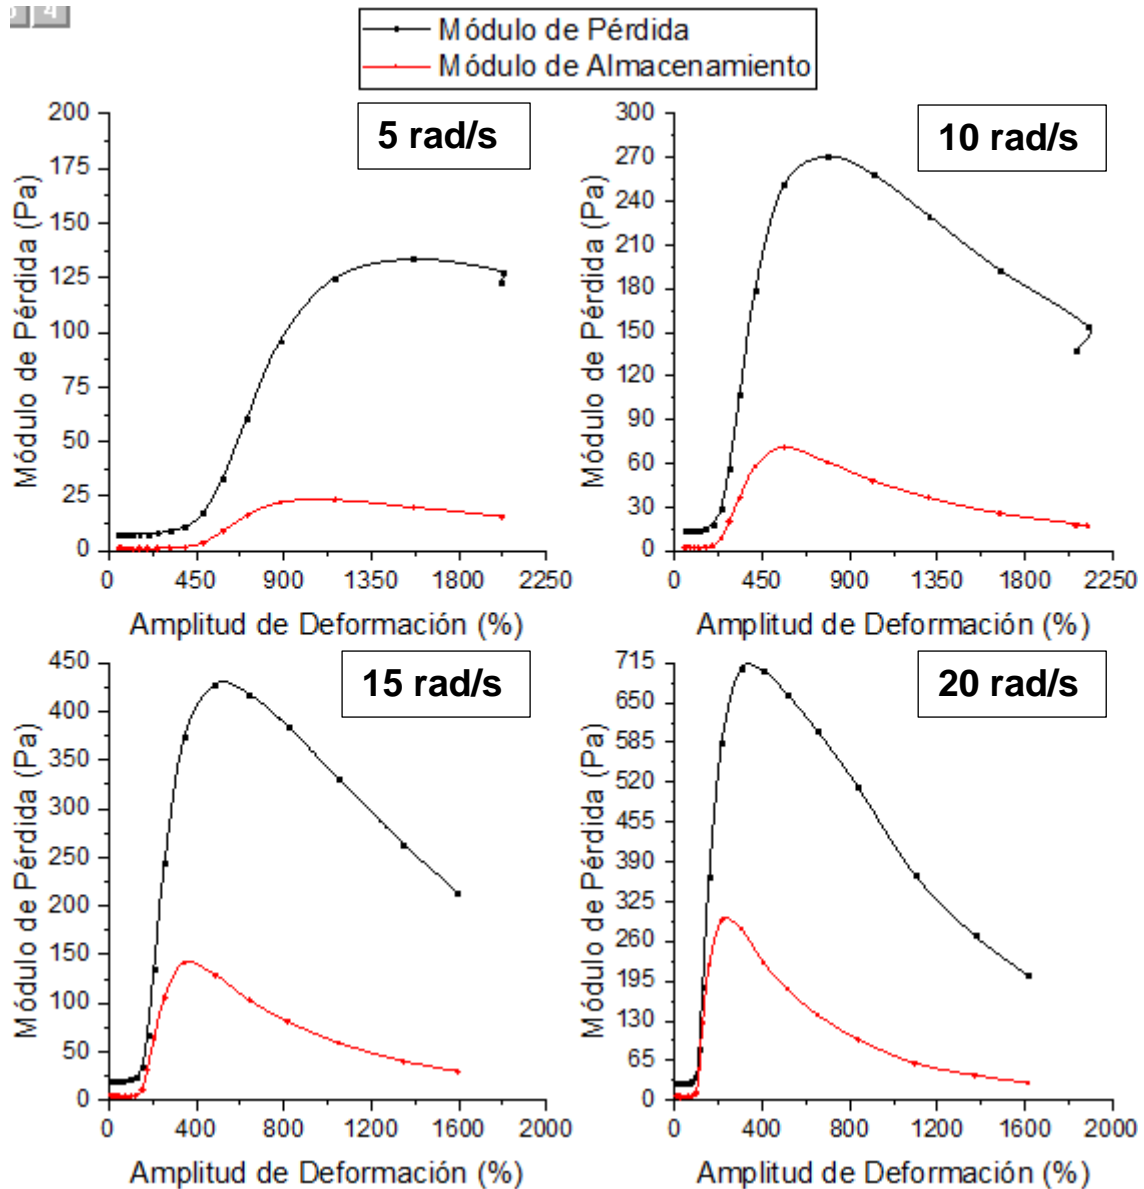 4
Módulo de Pérdida
Módulo de Almacenamiento
5 rad/s
200
175
150
125
100
75
50
25
0
Módulo de Pérdida (Pa)
0 450 900 1350 1800 2250
Amplitud de Deformación (%)
10 rad/s
300
270
240
210
180
150
120
90
60
30
0
Módulo de Pérdida (Pa)
0 450 900 1350 1800 2250
Amplitud de Deformación (%)
15 rad/s
450
400
350
300
250
200
150
100
50
0
Módulo de Pérdida (Pa)
0 400 800 1200 1600 2000
Amplitud de Deformación (%)
20 rad/s
715
650
585
520
455
390
325
260
195
130
65
0
Módulo de Pérdida (Pa)
0 400 800 1200 1600 2000
Amplitud de Deformación (%)